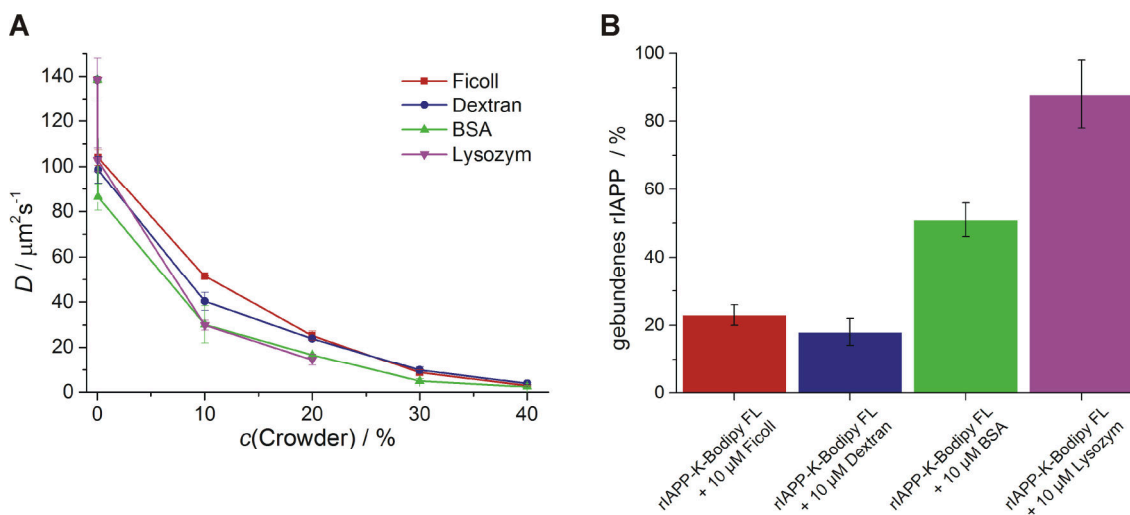 A
140
120
100
80
60
40
20
0
D / µm²s⁻¹
0 10 20 30 40
c(Crowder) / %
Ficoll
Dextran
BSA
Lysozym
B
100
80
60
40
20
0
gebundenes rIAPP / %
rIAPP-K-Bodipy FL
+ 10 µM Ficoll
rIAPP-K-Bodipy FL
+ 10 µM Dextran
rIAPP-K-Bodipy FL
+ 10 µM BSA
rIAPP-K-Bodipy FL
+ 10 µM Lysozym